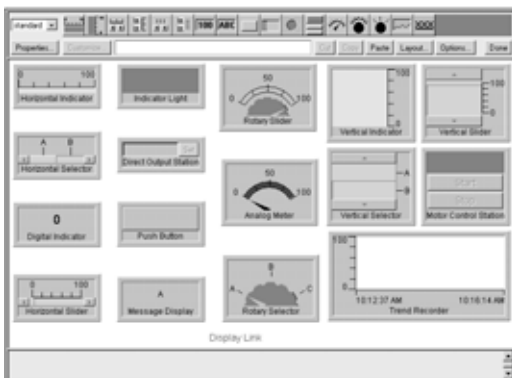 standard 100 ABC
Properties... Customize... Cut Copy Paste Layout... Options... Done
0 100
Horizontal Indicator
Indicator Light
0 50 100
Rotary Slider
100
0
Vertical Indicator
100
0
Vertical Slider
A B
Horizontal Selector
Set
Direct Output Station
0 50 100
Analog Meter
A
B
Vertical Selector
Start
Stop
Motor Control Station
0
Digital Indicator
Push Button
0 100
Horizontal Slider
A
Message Display
A B C
Rotary Selector
100
0
10:12:37 AM 10:16:14 AM
Trend Recorder
Display Link